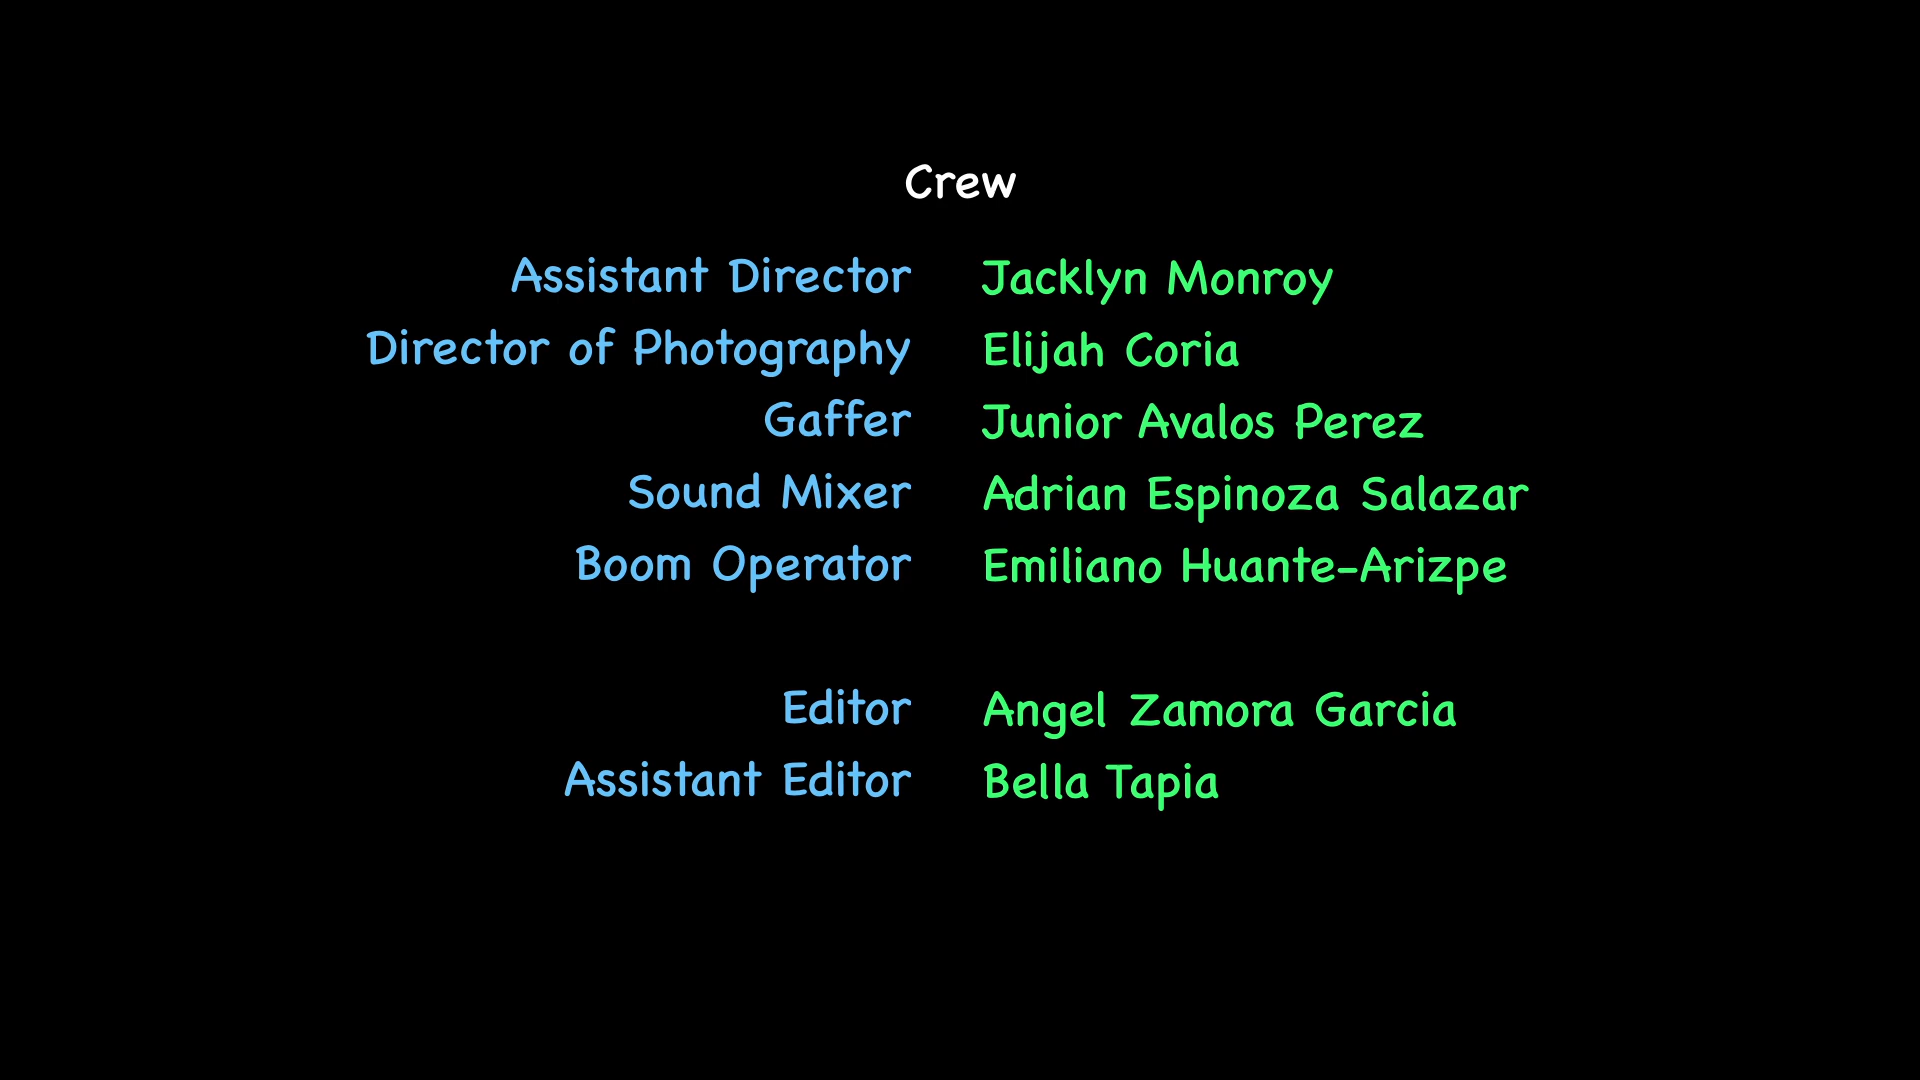 Crew
Assistant Director Jacklyn Monroy
Director of Photography Elijah Coria
Gaffer Junior Avalos Perez
Sound Mixer Adrian Espinoza Salazar
Boom Operator Emiliano Huante-Arizpe
Editor Angel Zamora Garcia
Assistant Editor Bella Tapia